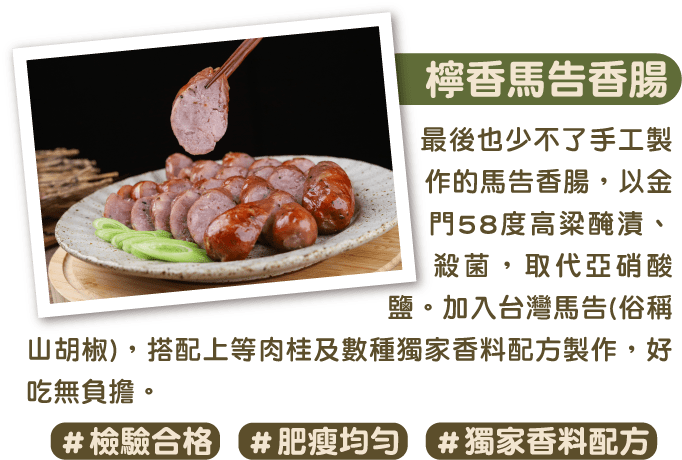 檸香馬告香腸
最後也少不了手工製
作的馬告香腸，以金
門58度高粱醃漬、
殺菌，取代亞硝酸
鹽。加入台灣馬告(俗稱
山胡椒)，搭配上等肉桂及數種獨家香料配方製作，好
吃無負擔。
#檢驗合格 #肥瘦均勻 #獨家香料配方